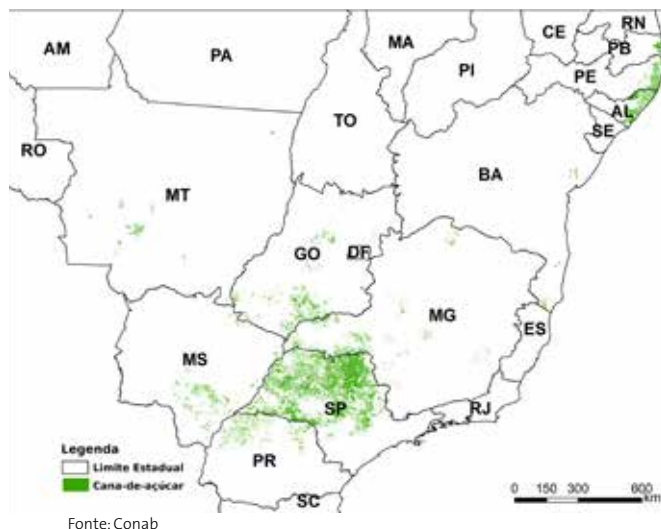 CE
RN
AM
PA
MA
PB
PI
PE
TO
AL
SE
RO
BA
MT
GO
DF
MG
ES
MS
SP
RJ
PR
SC
Legenda
Limite Estadual
Cana-de-açúcar
0 150 300 450 600
km
Fonte: Conab